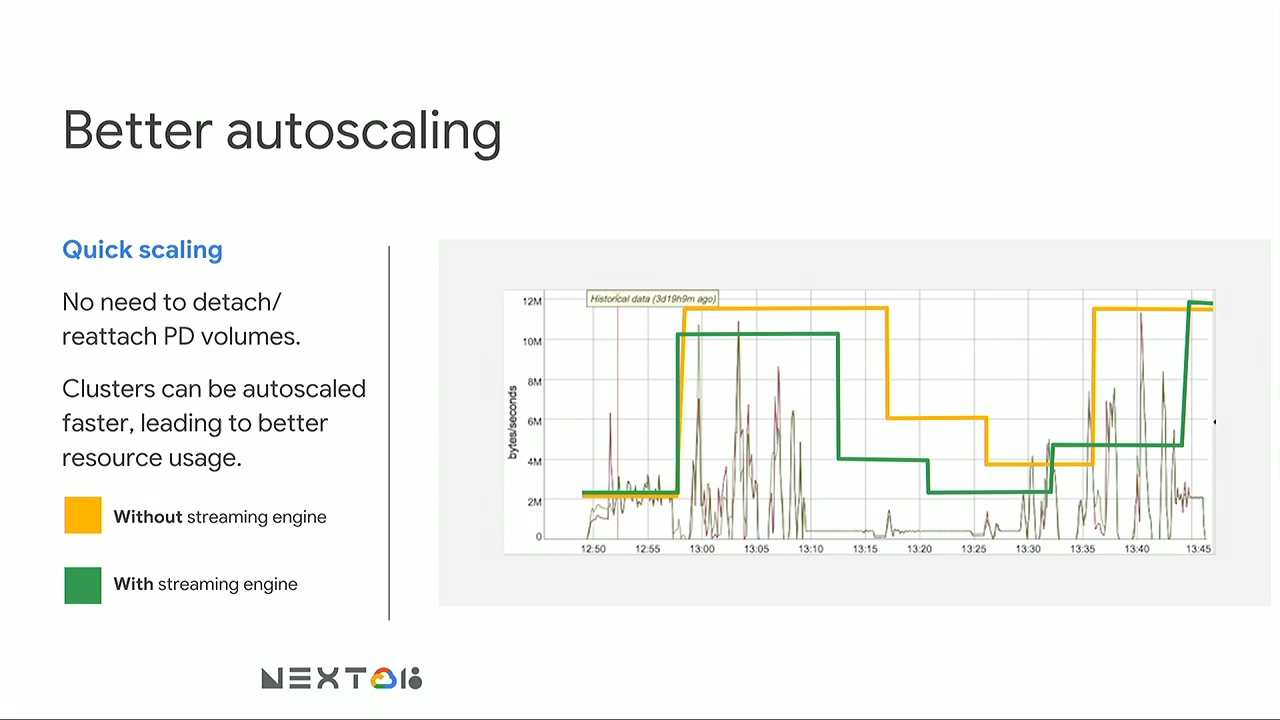 Better autoscaling
Quick scaling
No need to detach/
reattach PD volumes.
Clusters can be autoscaled
faster, leading to better
resource usage.
Without streaming engine
With streaming engine
Historical data (3d19h9m ago)
bytes/seconds
12M
10M
8M
6M
4M
2M
0
12:50 12:55 13:00 13:05 13:10 13:15 13:20 13:25 13:30 13:35 13:40 13:45
NEXT 18